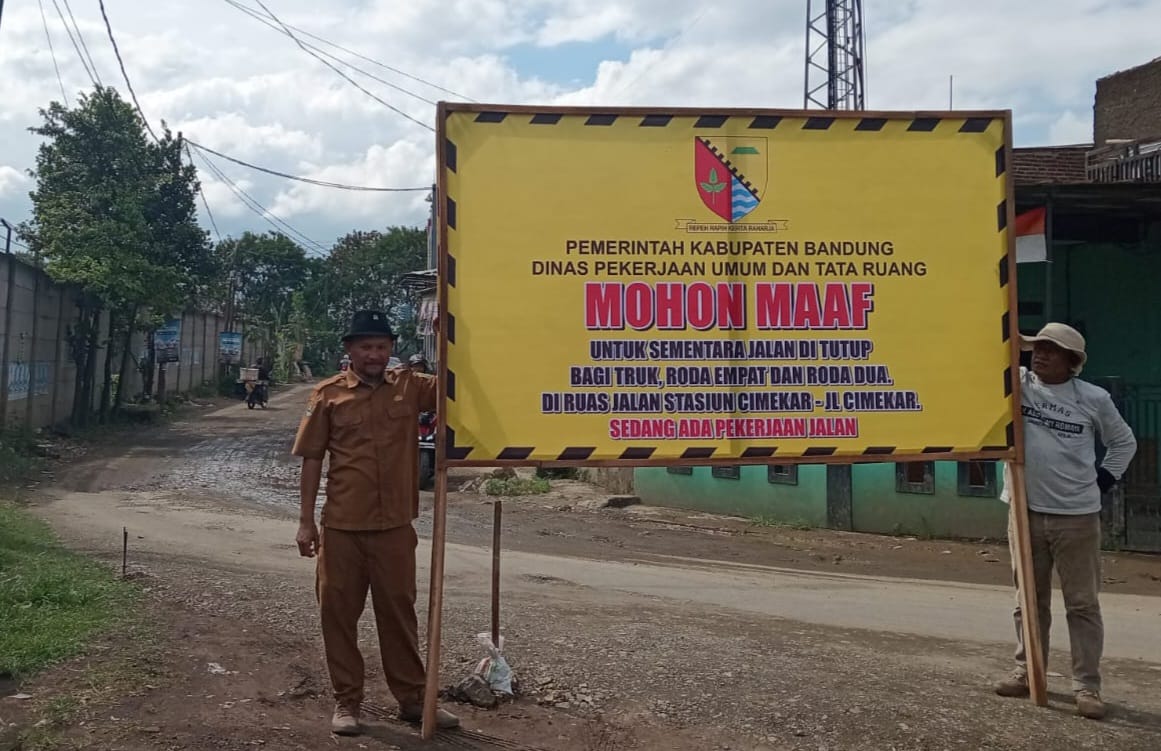 REPEH RAPIH KERTA RAHARJA
PEMERINTAH KABUPATEN BANDUNG
DINAS PEKERJAAN UMUM DAN TATA RUANG
MOHON MAAF
UNTUK SEMENTARA JALAN DI TUTUP
BAGI TRUK, RODA EMPAT DAN RODA DUA.
DI RUAS JALAN STASIUN CIMEKAR - JL CIMEKAR.
SEDANG ADA PEKERJAAN JALAN